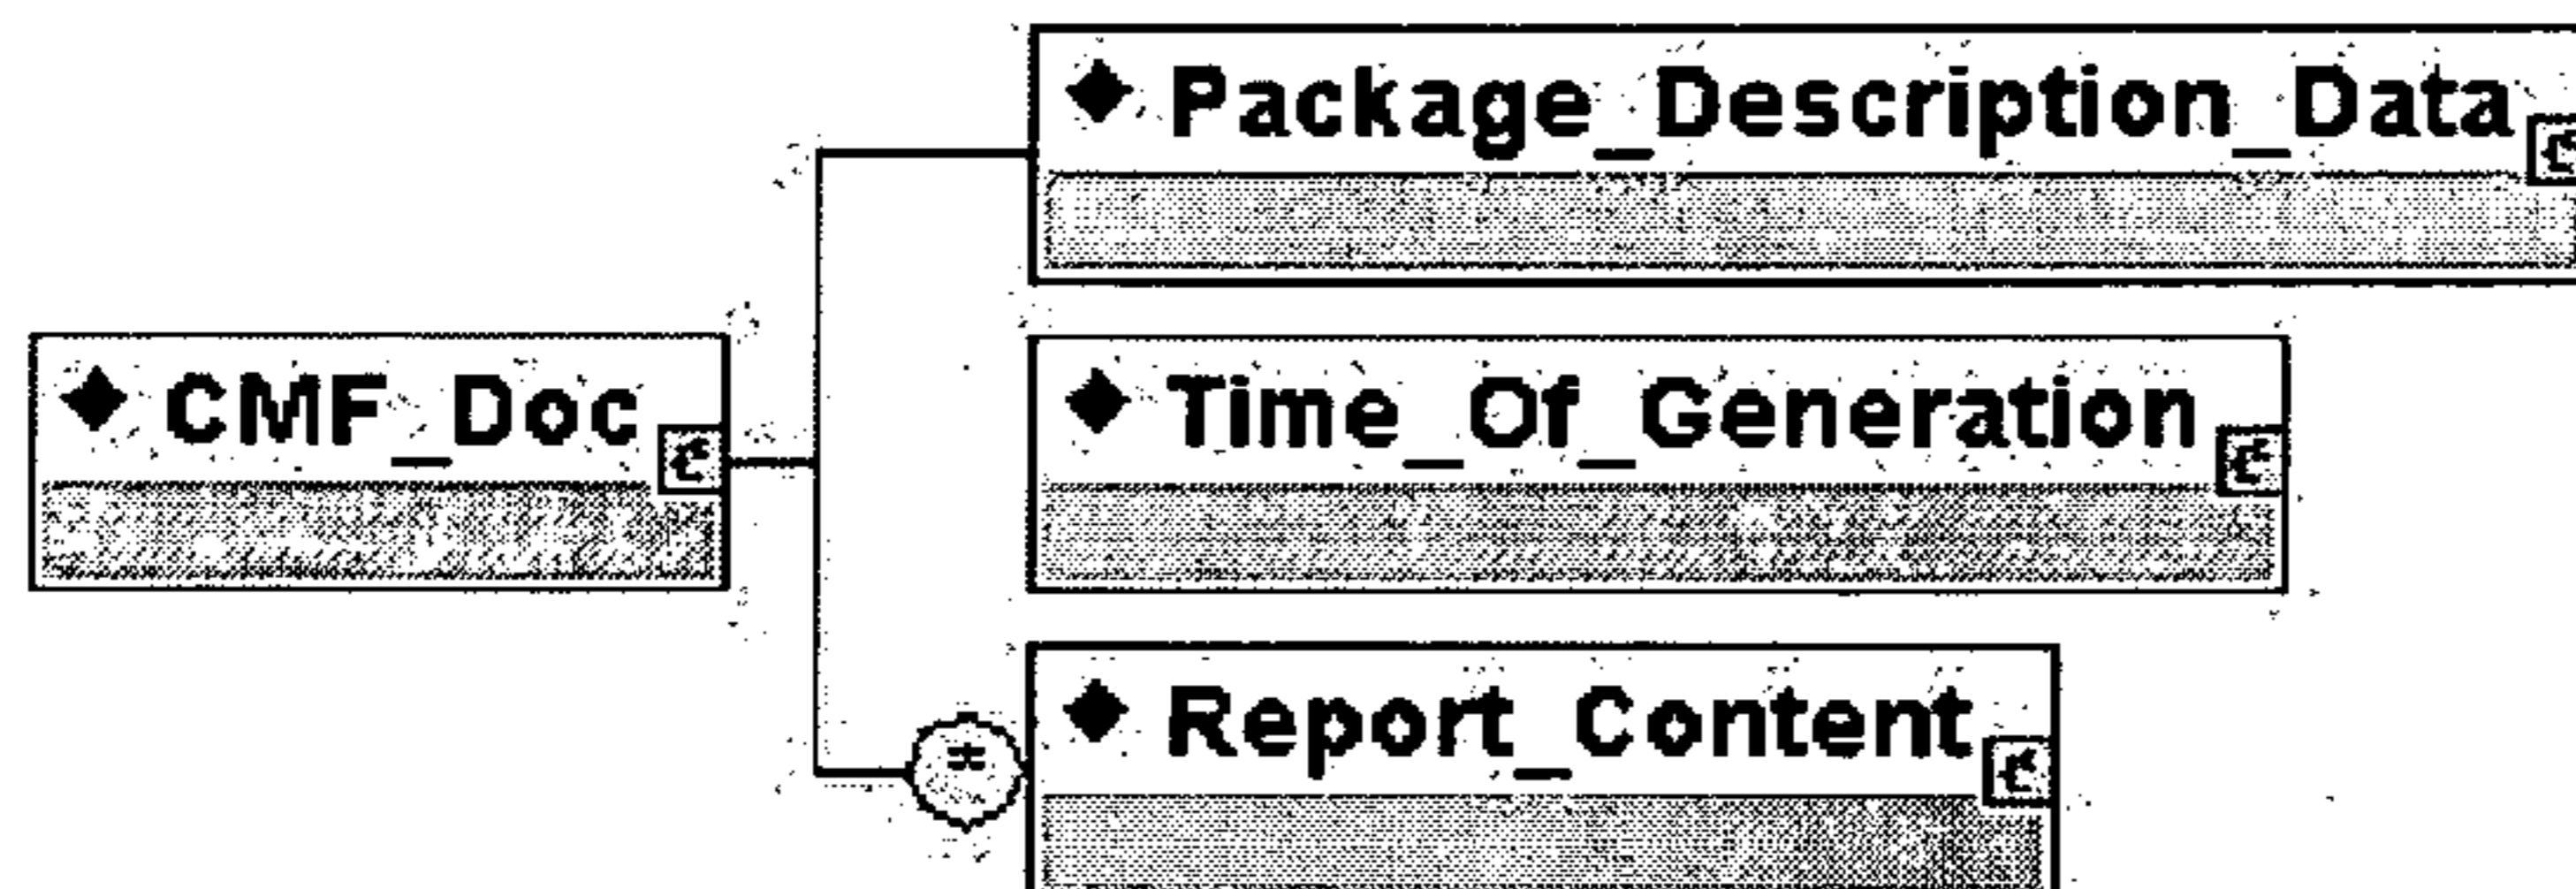 Package_Description_Data
CMF_Doc
Time_Of_Generation
*
Report_Content